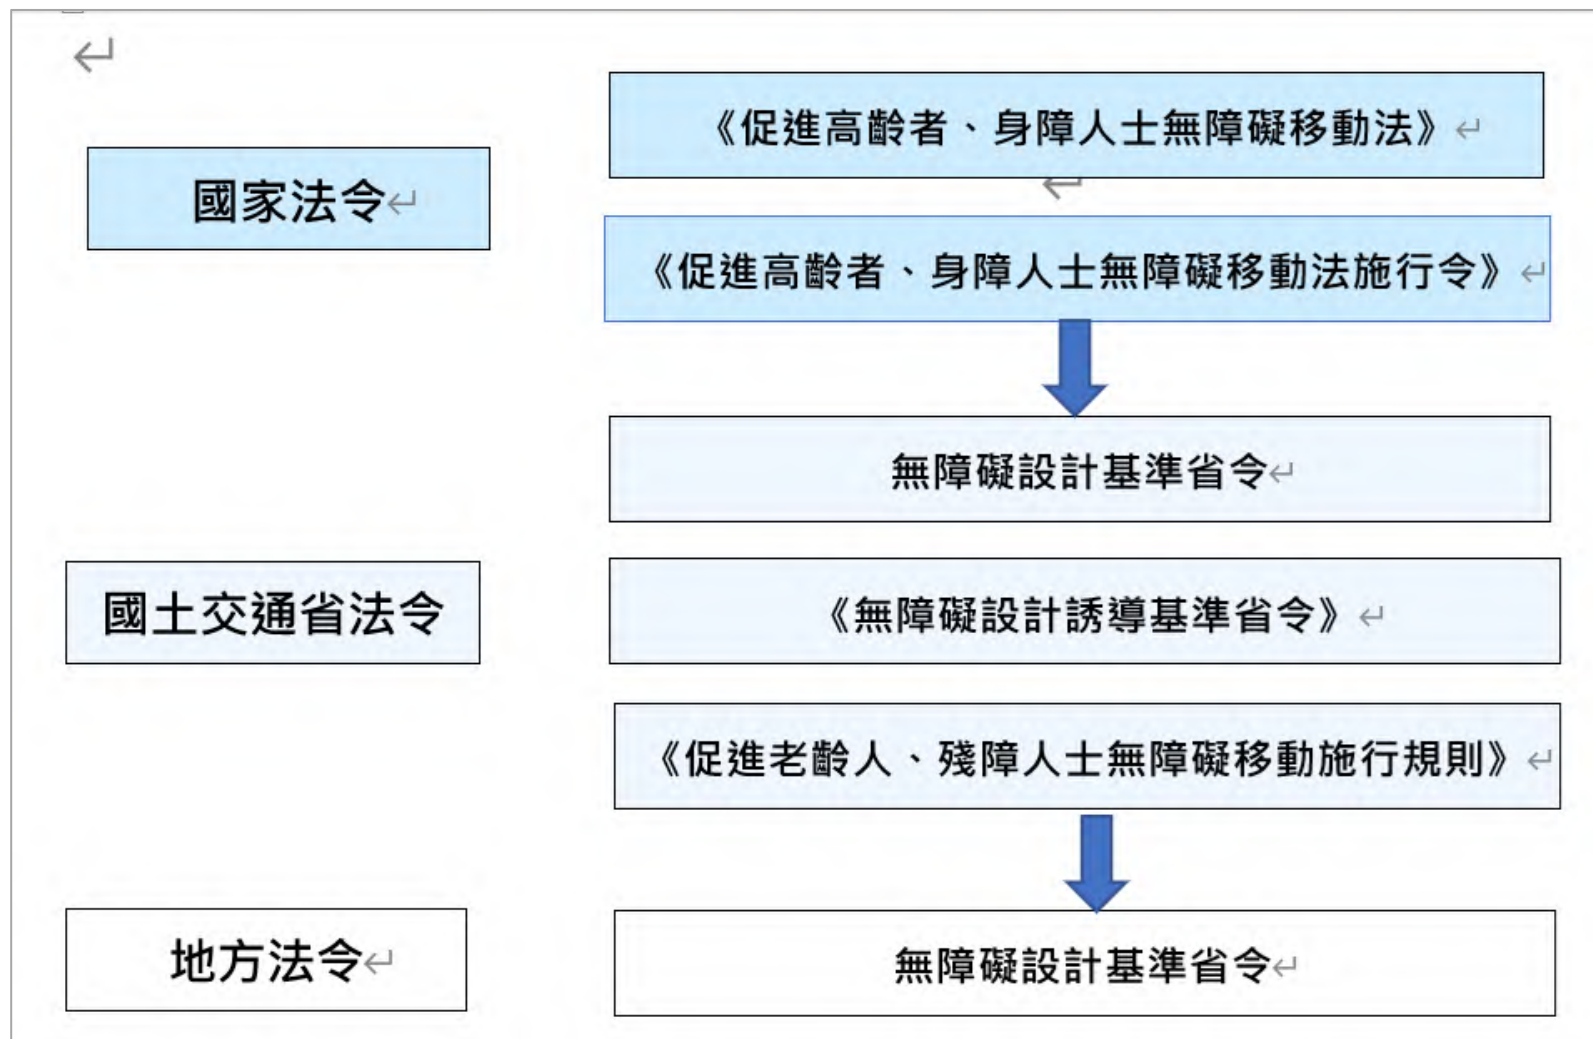 《促進高齡者、身障人士無障礙移動法》
國家法令
《促進高齡者、身障人士無障礙移動法施行令》
無障礙設計基準省令
國土交通省法令
《無障礙設計誘導基準省令》
《促進老齡人、殘障人士無障礙移動施行規則》
地方法令
無障礙設計基準省令